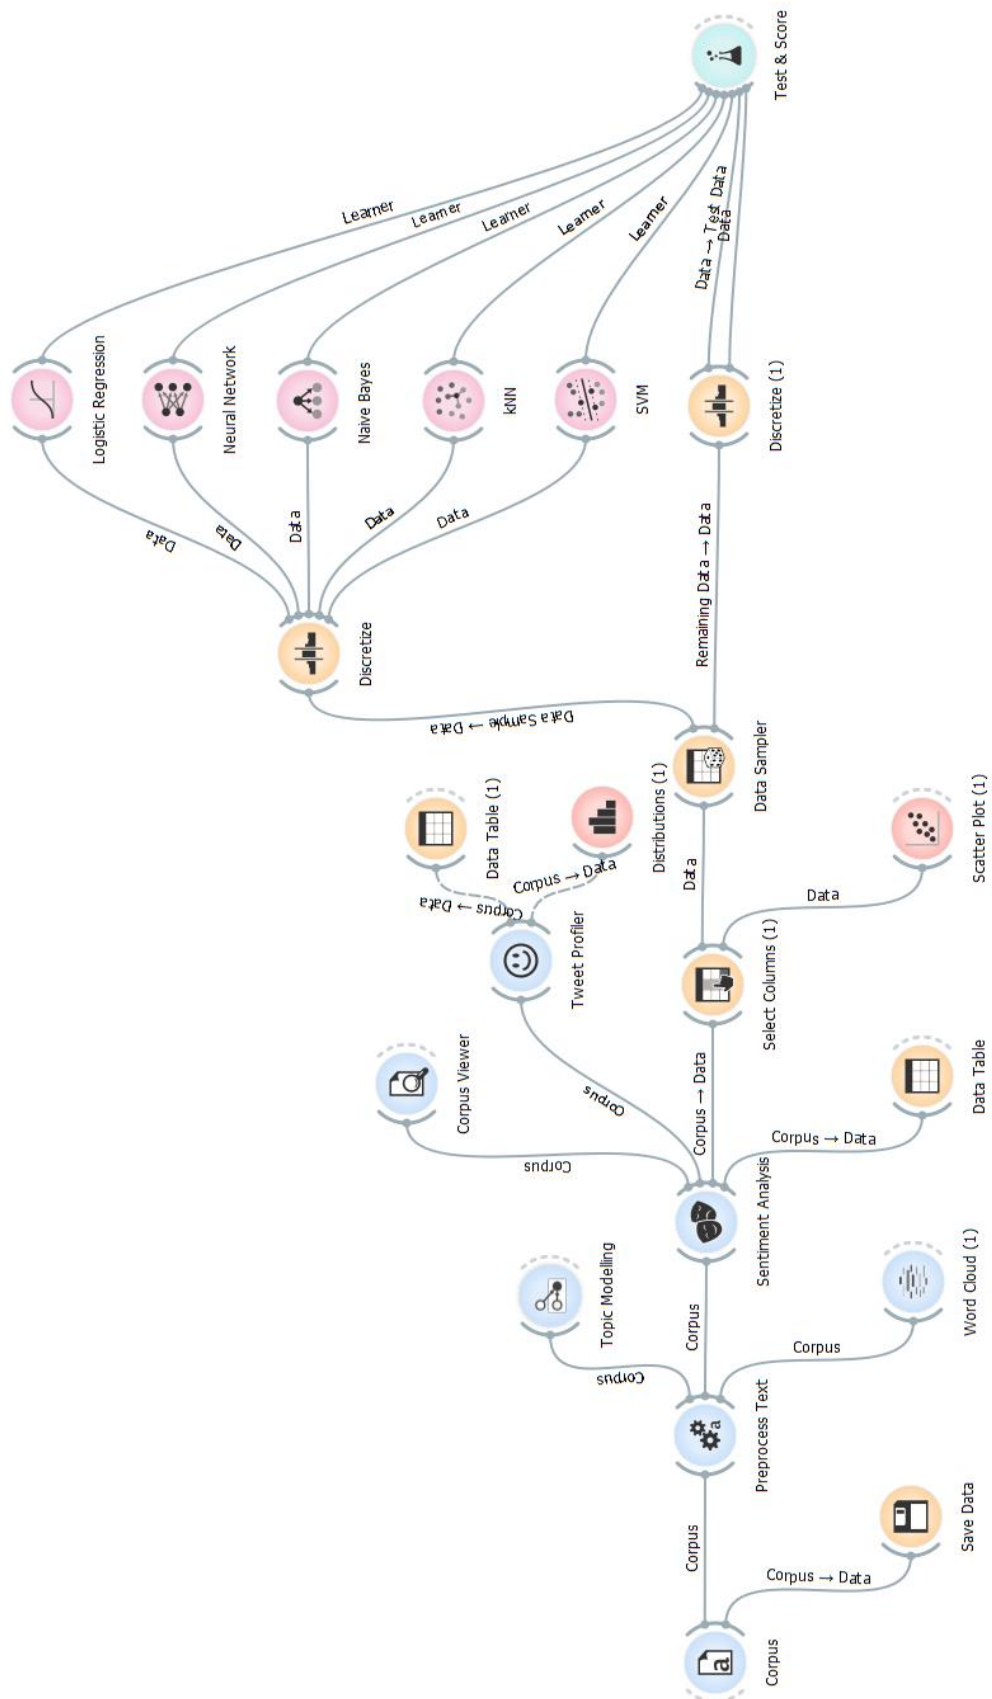 Test & Score
Learner
Learner
Learner
Learner
Learner
Data → Test Data
Data
Logistic Regression
Neural Network
Naive Bayes
kNN
SVM
Discretize (1)
Data
Data
Data
Data
Data
Remaining Data → Data
Discretize
Data Sample → Data
Data Sampler
Data Table (1)
Distributions (1)
Scatter Plot (1)
Corpus → Data
Corpus → Data
Data
Data
Tweet Profiler
Select Columns (1)
Corpus Viewer
Data Table
Corpus
Corpus
Corpus → Data
Corpus → Data
Sentiment Analysis
Topic Modelling
Word Cloud (1)
Corpus
Corpus
Corpus
Preprocess Text
a
Save Data
Corpus
Corpus → Data
Corpus
a